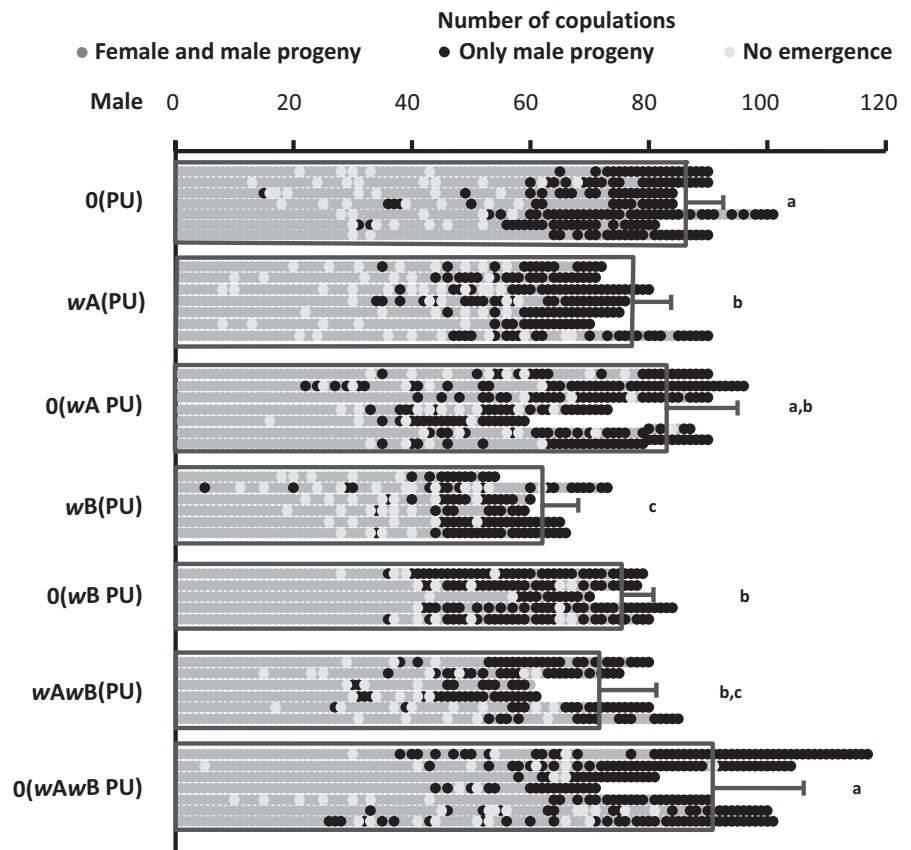 Number of copulations
● Female and male progeny ● Only male progeny ● No emergence
Male 0 20 40 60 80 100 120
0(PU) a
wA(PU) b
0(wA PU) a,b
wB(PU) c
0(wB PU) b
wAwB(PU) b,c
0(wAwB PU) a